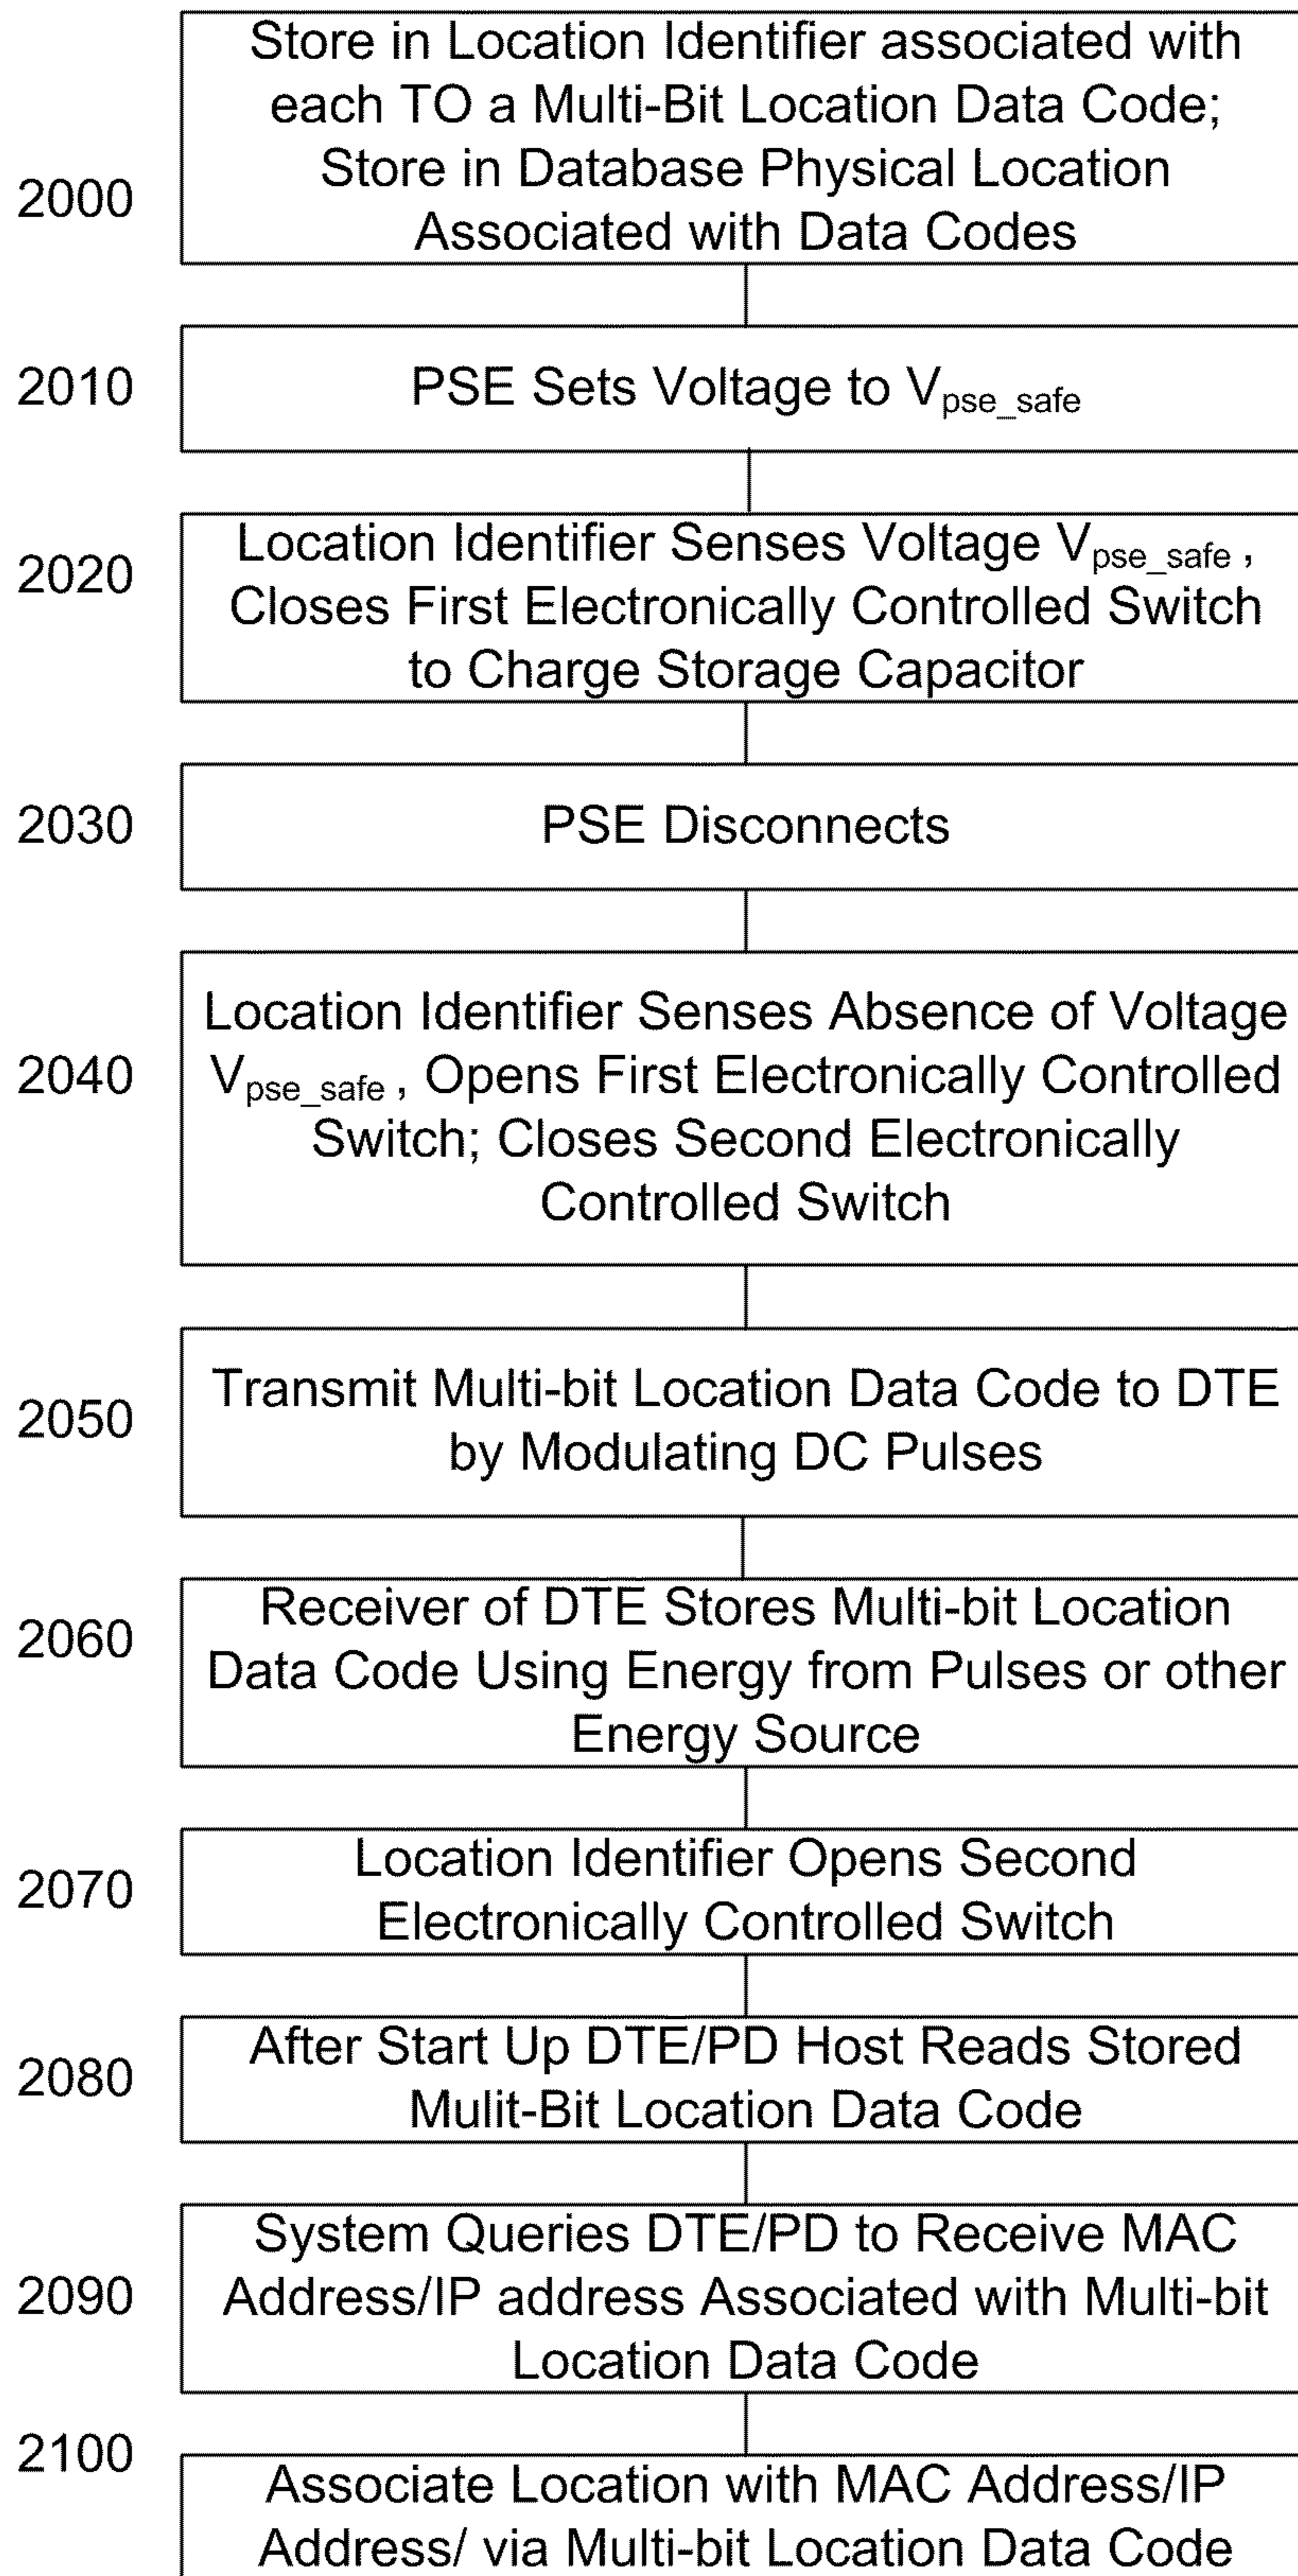 Store in Location Identifier associated with
each TO a Multi-Bit Location Data Code;
Store in Database Physical Location
Associated with Data Codes
2000
PSE Sets Voltage to Vpse_safe
2010
Location Identifier Senses Voltage Vpse_safe ,
Closes First Electronically Controlled Switch
to Charge Storage Capacitor
2020
PSE Disconnects
2030
Location Identifier Senses Absence of Voltage
Vpse_safe , Opens First Electronically Controlled
Switch; Closes Second Electronically
Controlled Switch
2040
Transmit Multi-bit Location Data Code to DTE
by Modulating DC Pulses
2050
Receiver of DTE Stores Multi-bit Location
Data Code Using Energy from Pulses or other
Energy Source
2060
Location Identifier Opens Second
Electronically Controlled Switch
2070
After Start Up DTE/PD Host Reads Stored
Mulit-Bit Location Data Code
2080
System Queries DTE/PD to Receive MAC
Address/IP address Associated with Multi-bit
Location Data Code
2090
2100
Associate Location with MAC Address/IP
Address/ via Multi-bit Location Data Code